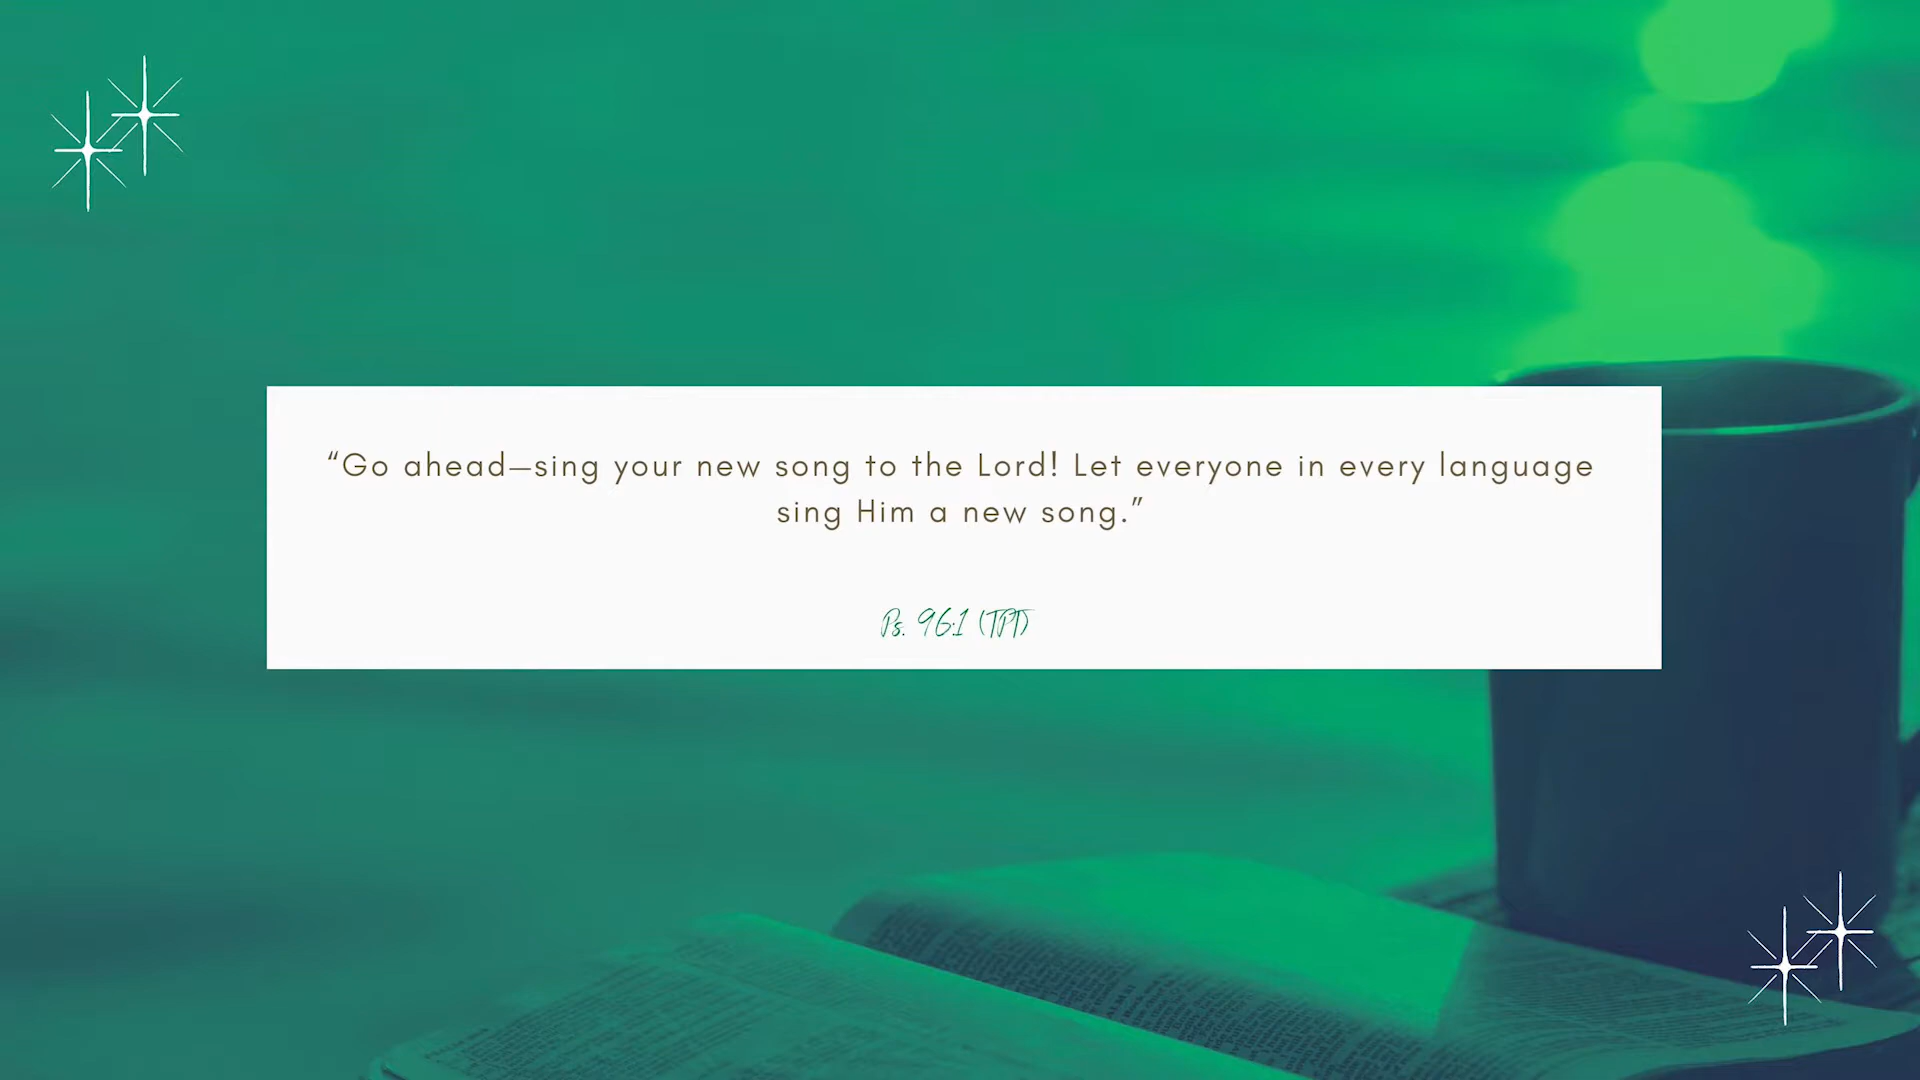 “Go ahead—sing your new song to the Lord! Let everyone in every language
sing Him a new song.”
Ps. 96:1 (TPT)